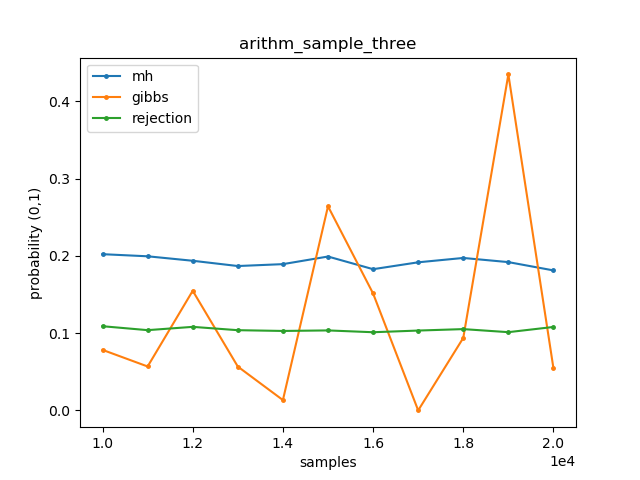 arithm_sample_three
mh
gibbs
rejection
probability (0,1)
0.4
0.3
0.2
0.1
0.0
1.0 1.2 1.4 1.6 1.8 2.0
1e4
samples